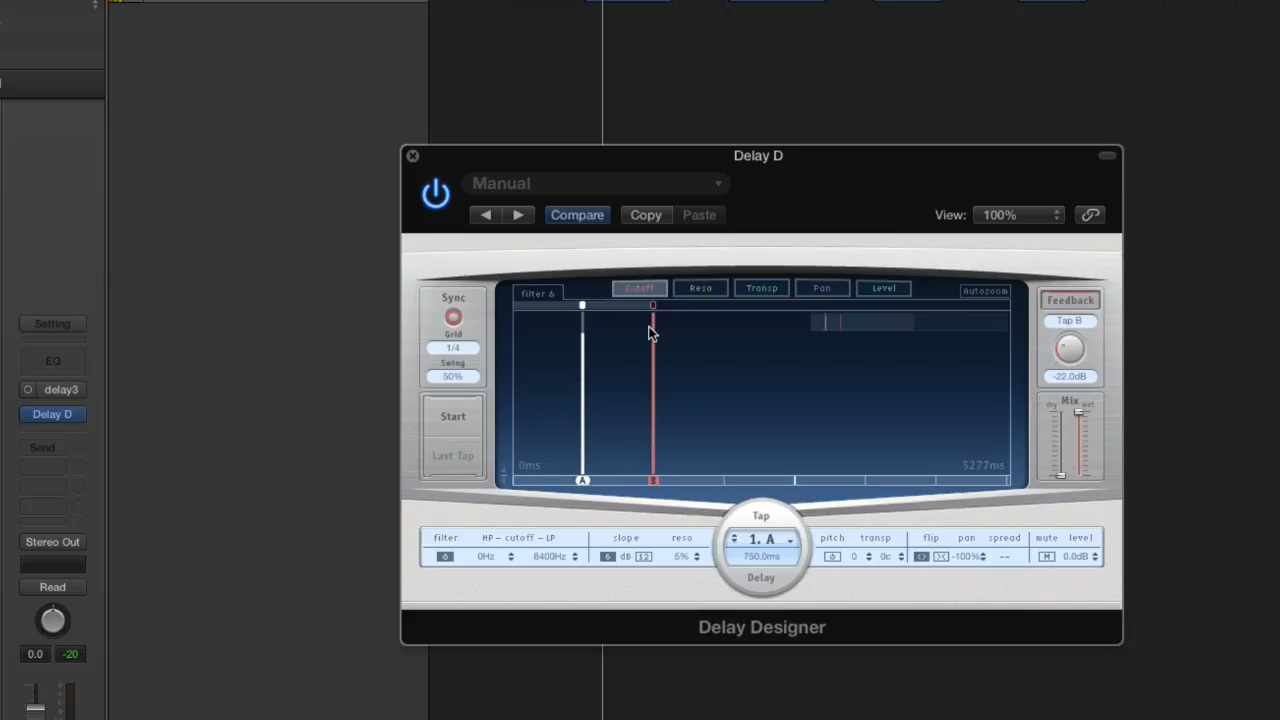 Delay D
Manual
Compare
Copy
Paste
View:
100%
Sync
Grid
1/4
Swing
50%
Start
Last Tap
filter
Cutoff
Reso
Transp
Pan
Level
Autozoom
0ms
5277ms
A
B
Feedback
Tap B
-22.0dB
Mix
dry
wet
filter
HP – cutoff – LP
0Hz
8400Hz
slope
6 dB 12
reso
5%
Tap
1. A
750.0ms
Delay
pitch
transp
0
0c
flip
pan
-100%
spread
--
mute
M
level
0.0dB
Delay Designer
Setting
EQ
delay3
Delay D
Send
Stereo Out
Read
0.0
-20